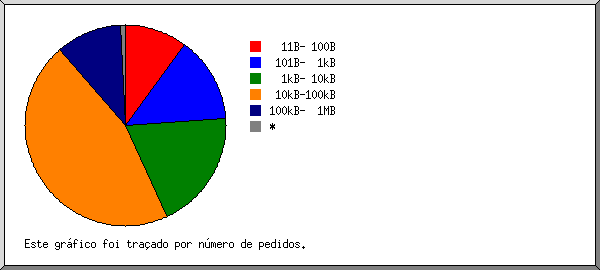 11B- 100B
101B- 1kB
1kB- 10kB
10kB-100kB
100kB- 1MB
*
Este gráfico foi traçado por número de pedidos.